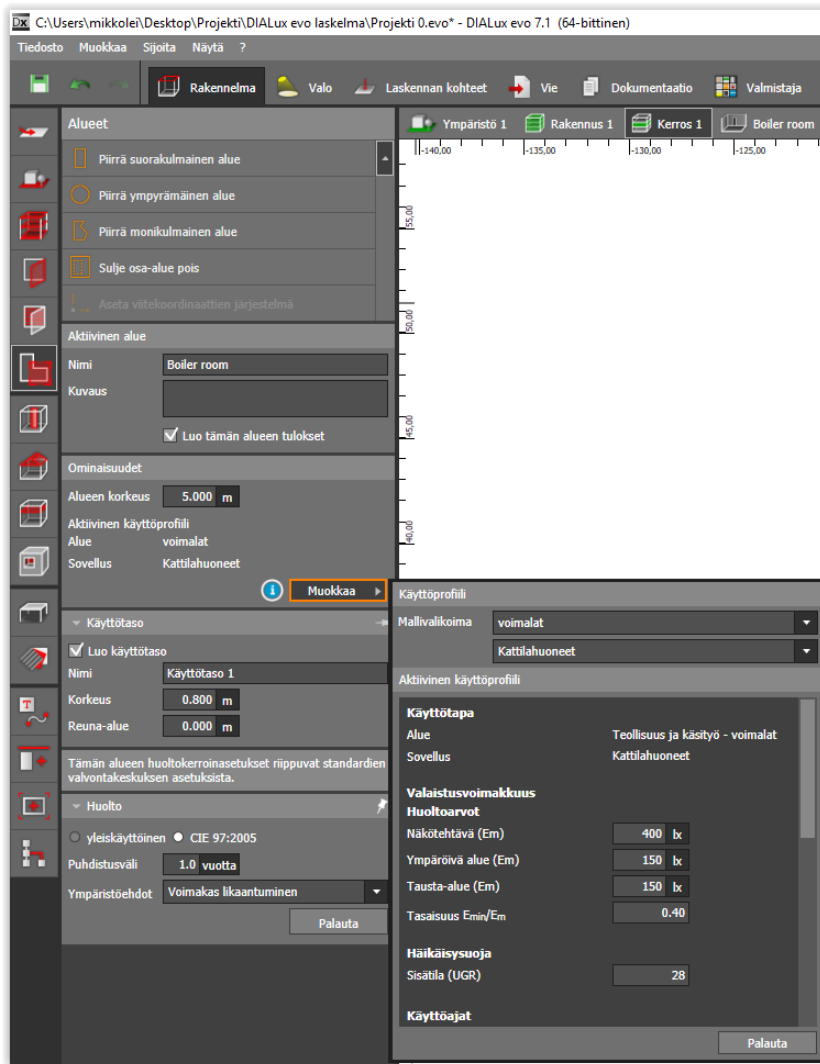 Dx C:\Users\mikkolei\Desktop\Projekti\DIALux evo laskelma\Projekti 0.evo* - DIALux evo 7.1 (64-bittinen)
Tiedosto Muokkaa Sijoita Näytä ?
Rakennelma Valo Laskennan kohteet Vie Dokumentaatio Valmistaja
Alueet
Piirrä suorakulmainen alue
Piirrä ympyrämäinen alue
Piirrä monikulmainen alue
Sulje osa-alue pois
Aseta viitekoordinaattien järjestelmä
Aktiivinen alue
Nimi Boiler room
Kuvaus
Luo tämän alueen tulokset
Ominaisuudet
Alueen korkeus 5.000 m
Aktiivinen käyttöprofiili
Alue voimalat
Sovellus Kattilahuoneet
i Muokkaa
Käyttötaso
Luo käyttötaso
Nimi Käyttötaso 1
Korkeus 0.800 m
Reuna-alue 0.000 m
Tämän alueen huoltokerroinasetukset riippuvat standardien
valvontakeskuksen asetuksista.
Huolto
yleiskäyttöinen CIE 97:2005
Puhdistusväli 1.0 vuotta
Ympäristöehdot Voimakas likaantuminen
Palauta
Ympäristö 1 Rakennus 1 Kerros 1 Boiler room
-140,00 -135,00 -130,00 -125,00
55,00
50,00
45,00
40,00
Käyttöprofiili
Mallivalikoima voimalat
Kattilahuoneet
Aktiivinen käyttöprofiili
Käyttötapa
Alue Teollisuus ja käsityö - voimalat
Sovellus Kattilahuoneet
Valaistusvoimakkuus
Huoltoarvot
Näkötehtävä (Em) 400 lx
Ympäröivä alue (Em) 150 lx
Tausta-alue (Em) 150 lx
Tasaisuus Emin/Em 0.40
Häikäisysuoja
Sisätila (UGR) 28
Käyttöajat
Palauta